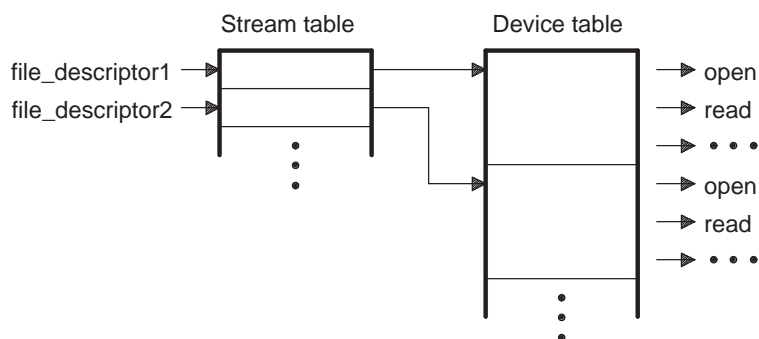 Stream table
Device table
file_descriptor1
file_descriptor2
open
read
open
read